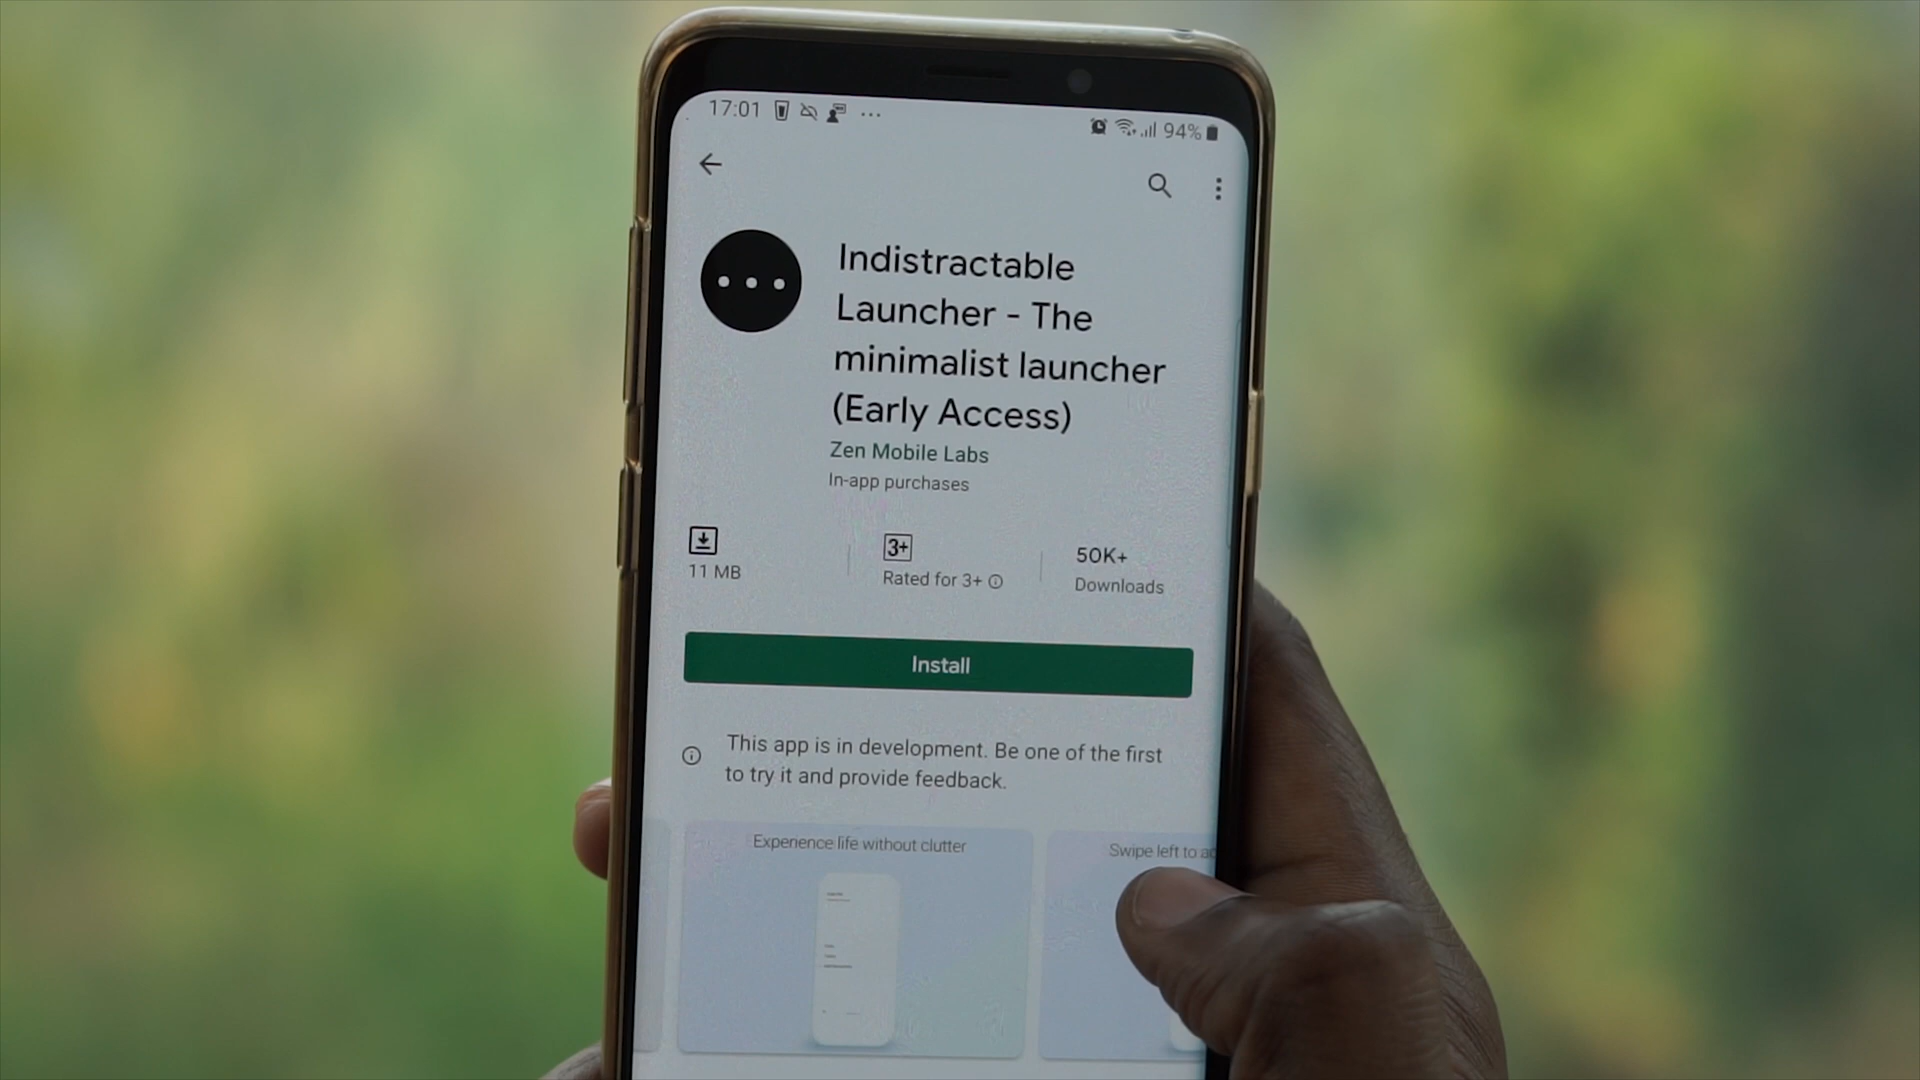 17:01
94%
Indistractable
Launcher - The
minimalist launcher
(Early Access)
Zen Mobile Labs
In-app purchases
11 MB
3+
Rated for 3+
50K+
Downloads
Install
This app is in development. Be one of the first
to try it and provide feedback.
Experience life without clutter
Swipe left to